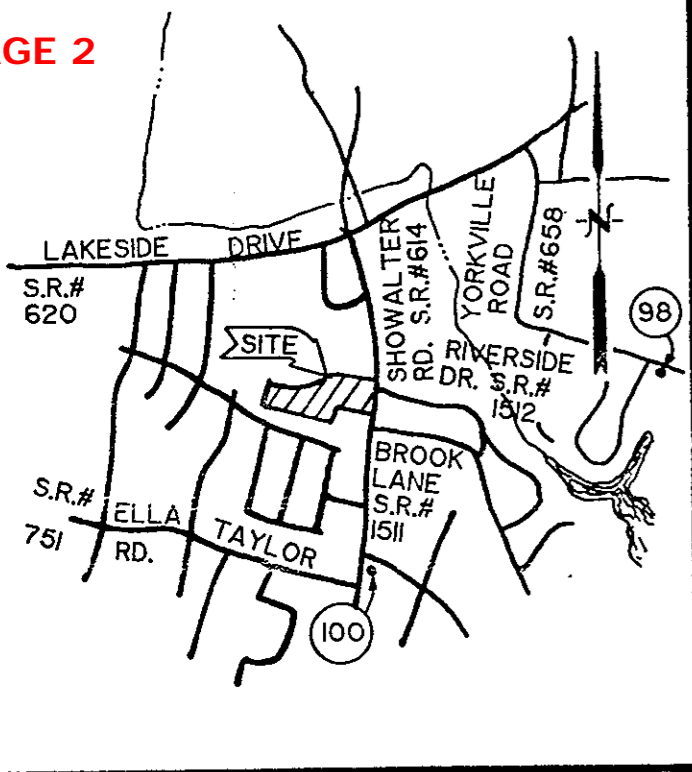 GE 2
LAKESIDE DRIVE
S.R.#
620
SHOWALTER
RD. S.R.#614
YORKVILLE
ROAD
S.R.#658
N
98
SITE
RIVERSIDE
DR. S.R.#
1512
BROOK
LANE
S.R.#
1511
S.R.#
751
ELLA TAYLOR
RD.
100